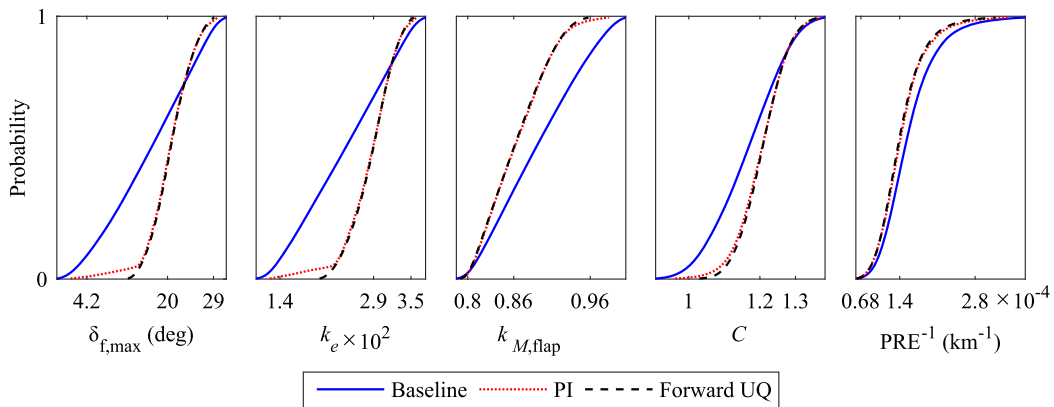 1
Probability
0
4.2 20 29 1.4 2.9 3.5 0.8 0.86 0.96 1 1.2 1.3 0.68 1.4 2.8 ×10⁻⁴
δf,max (deg) ke×10² kM,flap C PRE⁻¹ (km⁻¹)
Baseline PI Forward UQ